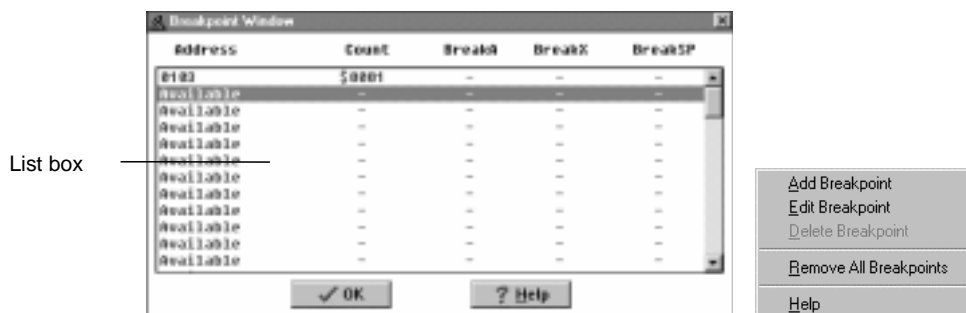 Breakpoint Window
Address Count BreakA BreakX BreakSP
0103 $0001 - - -
Available - - - -
Available - - - -
Available - - - -
Available - - - -
Available - - - -
Available - - - -
Available - - - -
Available - - - -
Available - - - -
Available - - - -
Available - - - -
List box
OK
? Help
Add Breakpoint
Edit Breakpoint
Delete Breakpoint
Remove All Breakpoints
Help